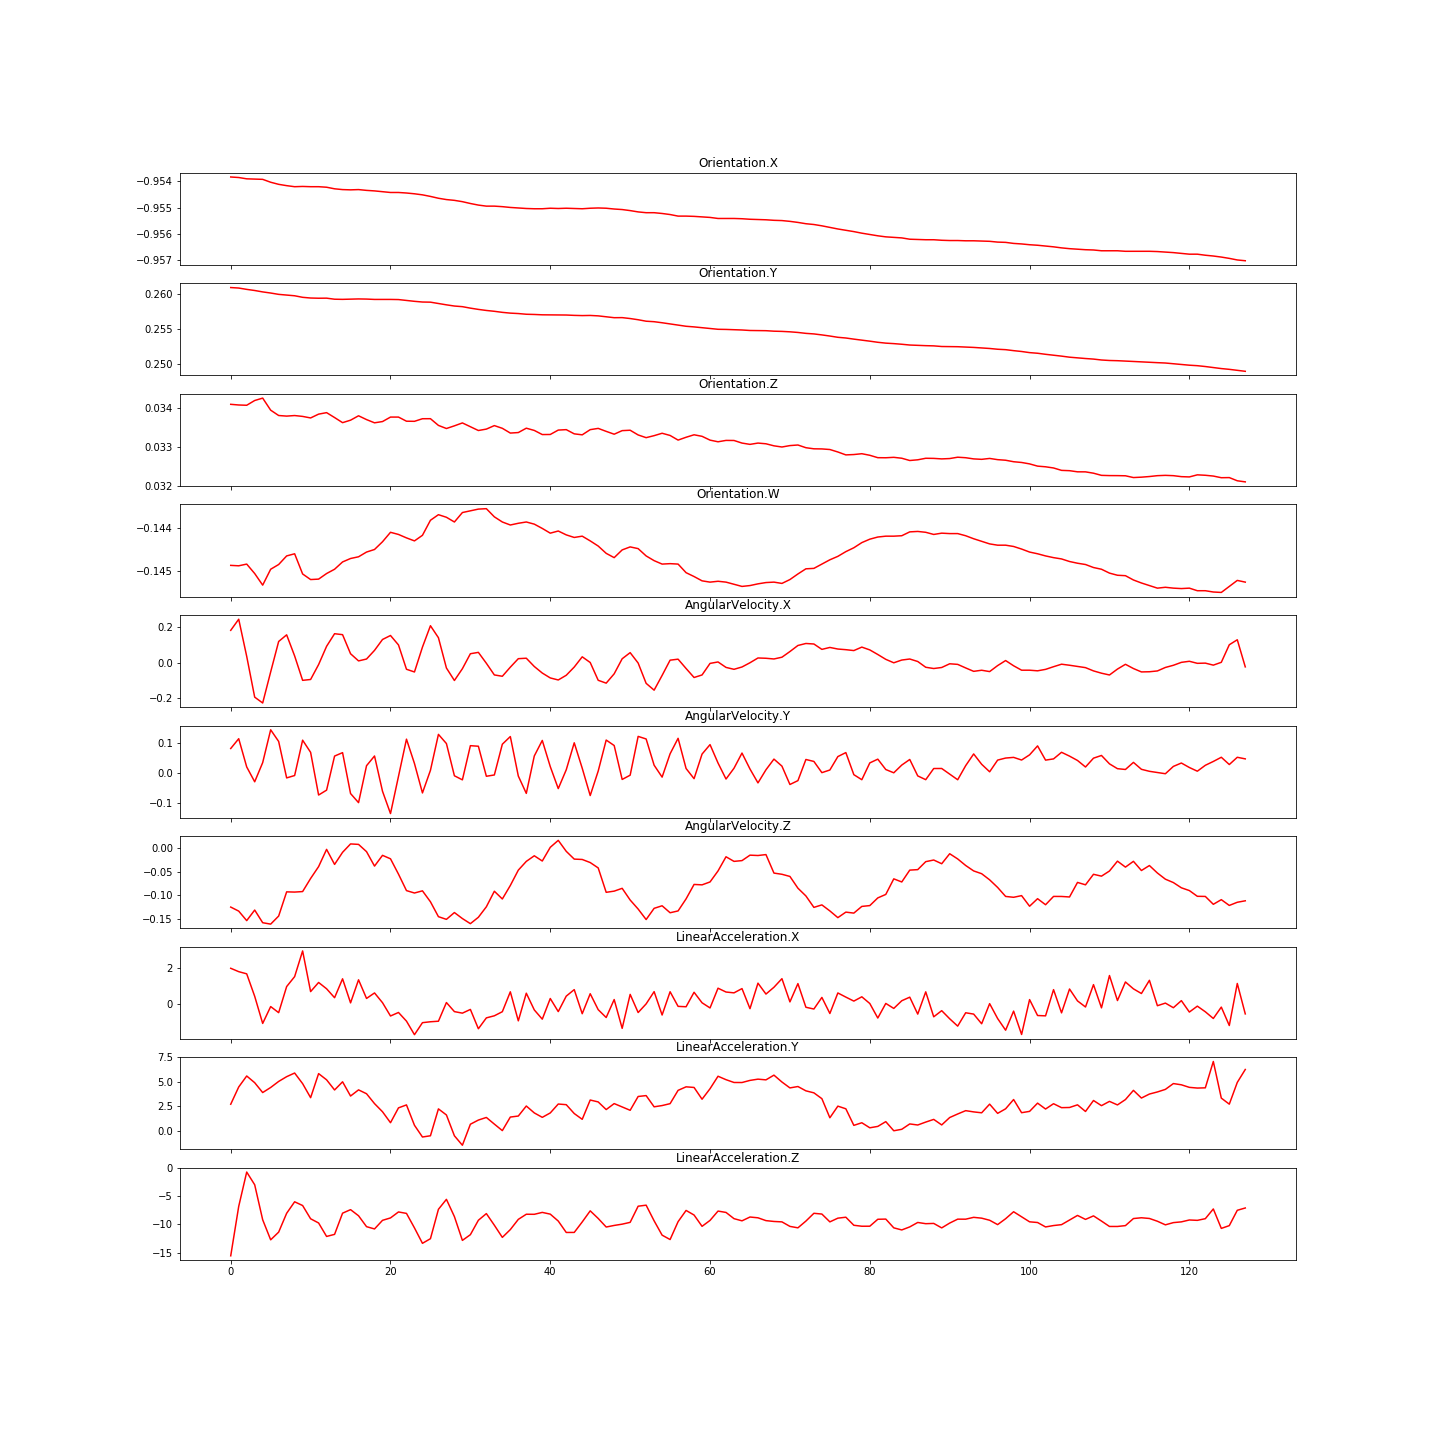 Orientation.X
−0.954
−0.955
−0.956
−0.957
Orientation.Y
0.260
0.255
0.250
Orientation.Z
0.034
0.033
0.032
Orientation.W
−0.144
−0.145
AngularVelocity.X
0.2
0.0
−0.2
AngularVelocity.Y
0.1
0.0
−0.1
AngularVelocity.Z
0.00
−0.05
−0.10
−0.15
LinearAcceleration.X
2
0
LinearAcceleration.Y
7.5
5.0
2.5
0.0
LinearAcceleration.Z
0
−5
−10
−15
0 20 40 60 80 100 120